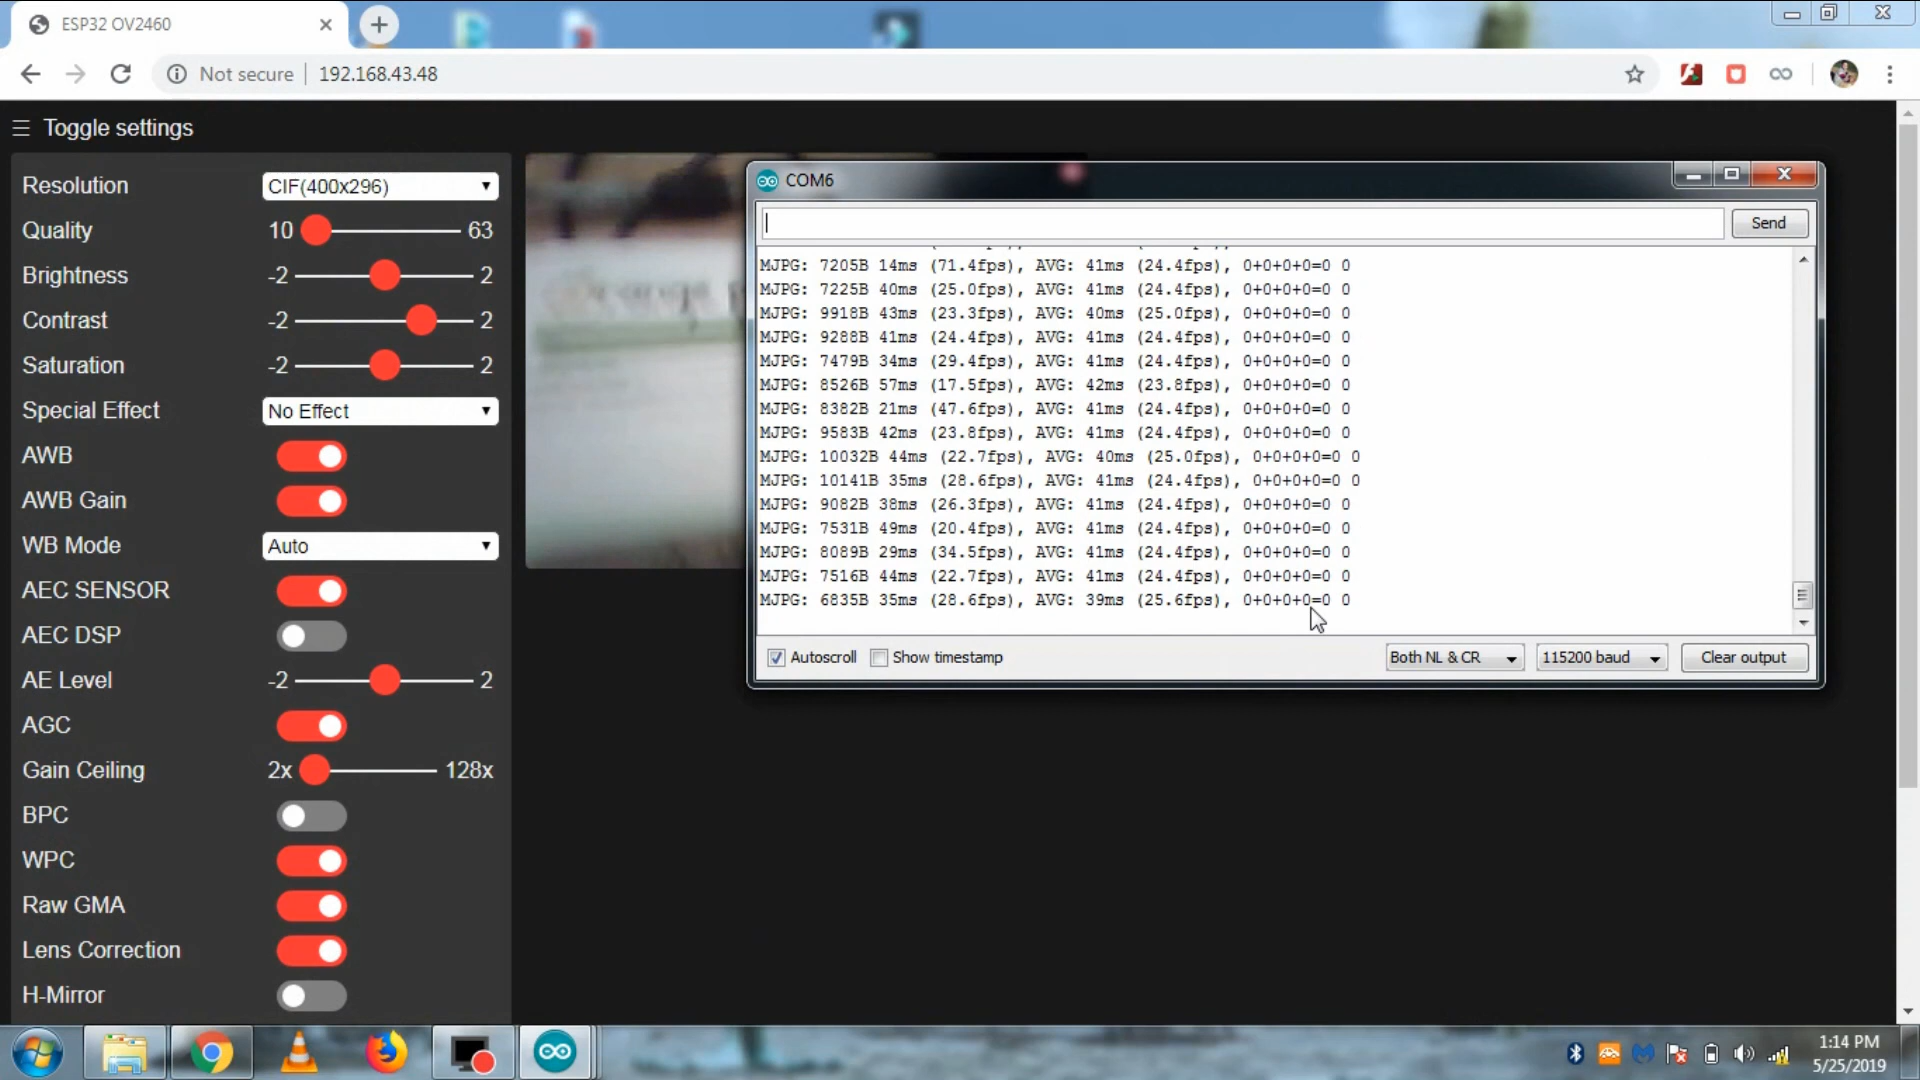 ESP32 OV2460
Not secure 192.168.43.48
Toggle settings
Resolution CIF(400x296)
Quality 10 63
Brightness -2 2
Contrast -2 2
Saturation -2 2
Special Effect No Effect
AWB
AWB Gain
WB Mode Auto
AEC SENSOR
AEC DSP
AE Level -2 2
AGC
Gain Ceiling 2x 128x
BPC
WPC
Raw GMA
Lens Correction
H-Mirror
COM6
Send
MJPG: 7205B 14ms (71.4fps), AVG: 41ms (24.4fps), 0+0+0+0=0 0
MJPG: 7225B 40ms (25.0fps), AVG: 41ms (24.4fps), 0+0+0+0=0 0
MJPG: 9918B 43ms (23.3fps), AVG: 40ms (25.0fps), 0+0+0+0=0 0
MJPG: 9288B 41ms (24.4fps), AVG: 41ms (24.4fps), 0+0+0+0=0 0
MJPG: 7479B 34ms (29.4fps), AVG: 41ms (24.4fps), 0+0+0+0=0 0
MJPG: 8526B 57ms (17.5fps), AVG: 42ms (23.8fps), 0+0+0+0=0 0
MJPG: 8382B 21ms (47.6fps), AVG: 41ms (24.4fps), 0+0+0+0=0 0
MJPG: 9583B 42ms (23.8fps), AVG: 41ms (24.4fps), 0+0+0+0=0 0
MJPG: 10032B 44ms (22.7fps), AVG: 40ms (25.0fps), 0+0+0+0=0 0
MJPG: 10141B 35ms (28.6fps), AVG: 41ms (24.4fps), 0+0+0+0=0 0
MJPG: 9082B 38ms (26.3fps), AVG: 41ms (24.4fps), 0+0+0+0=0 0
MJPG: 7531B 49ms (20.4fps), AVG: 41ms (24.4fps), 0+0+0+0=0 0
MJPG: 8089B 29ms (34.5fps), AVG: 41ms (24.4fps), 0+0+0+0=0 0
MJPG: 7516B 44ms (22.7fps), AVG: 41ms (24.4fps), 0+0+0+0=0 0
MJPG: 6835B 35ms (28.6fps), AVG: 39ms (25.6fps), 0+0+0+0=0 0
Autoscroll Show timestamp Both NL & CR 115200 baud Clear output
1:14 PM
5/25/2019